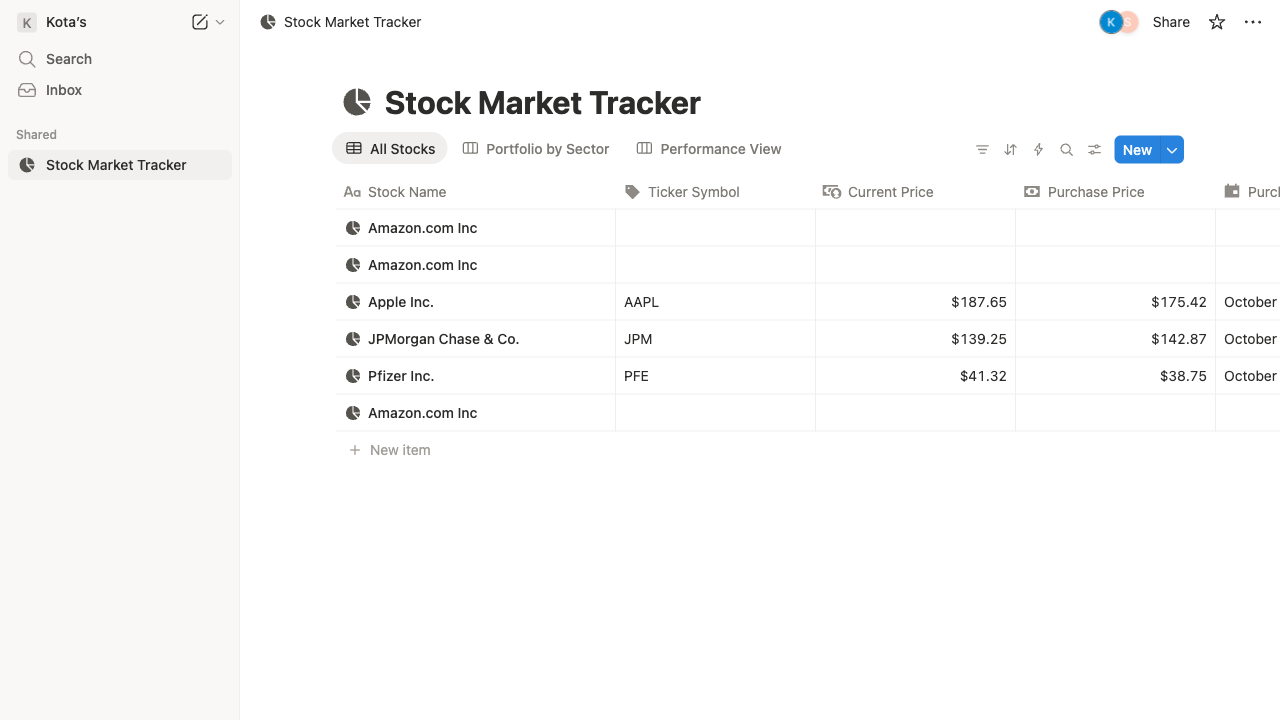 K Kota's
Search
Inbox
Shared
Stock Market Tracker
Stock Market Tracker
K S Share
Stock Market Tracker
All Stocks Portfolio by Sector Performance View New
Aa Stock Name Ticker Symbol Current Price Purchase Price Purch
Amazon.com Inc
Amazon.com Inc
Apple Inc. AAPL $187.65 $175.42 October
JPMorgan Chase & Co. JPM $139.25 $142.87 October
Pfizer Inc. PFE $41.32 $38.75 October
Amazon.com Inc
New item